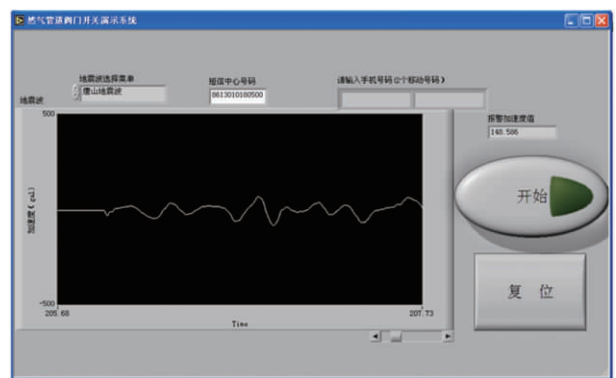 燃气管道阀门开关演示系统
地震波选择菜单
唐山地震波
短信中心号码
8613010180500
请输入手机号码(2个移动号码)
地震波
报警加速度值
148.586
500
加速度(gal)
-500
205.68
207.73
Time
开始
复位